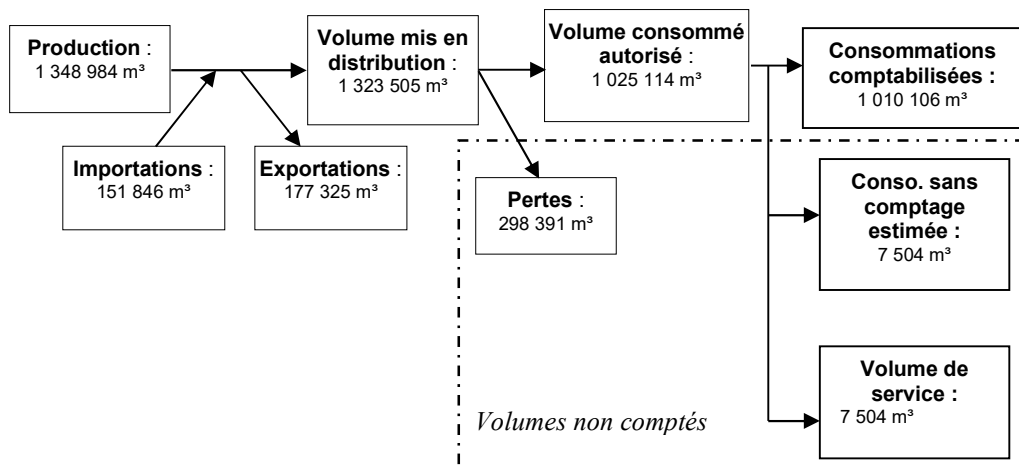 Production :
1 348 984 m³
Volume mis en
distribution :
1 323 505 m³
Volume consommé
autorisé :
1 025 114 m³
Consommations
comptabilisées :
1 010 106 m³
Importations :
151 846 m³
Exportations :
177 325 m³
Pertes :
298 391 m³
Conso. sans
comptage
estimée :
7 504 m³
Volume de
service :
7 504 m³
Volumes non comptés